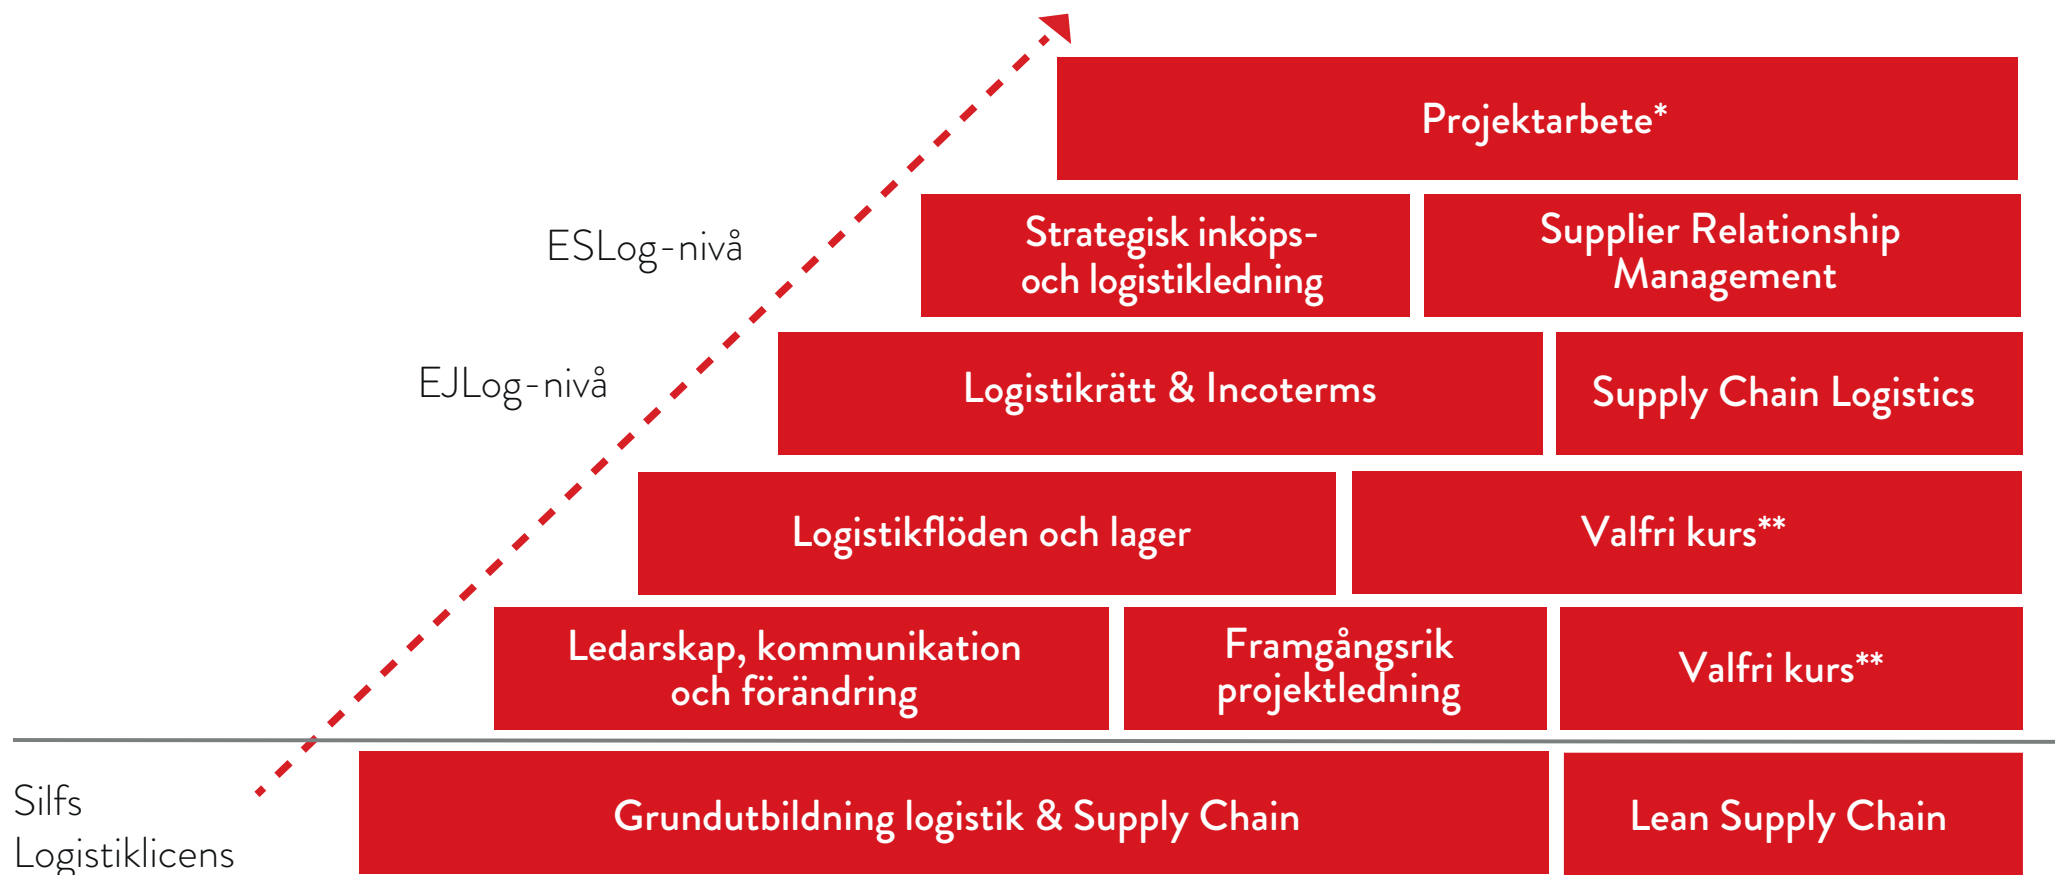 Projektarbete*
ESLog-nivå
Strategisk inköps-
och logistikledning
Supplier Relationship
Management
EJLog-nivå
Logistikrätt & Incoterms
Supply Chain Logistics
Logistikflöden och lager
Valfri kurs**
Ledarskap, kommunikation
och förändring
Framgångsrik
projektledning
Valfri kurs**
Silfs
Logistiklicens
Grundutbildning logistik & Supply Chain
Lean Supply Chain